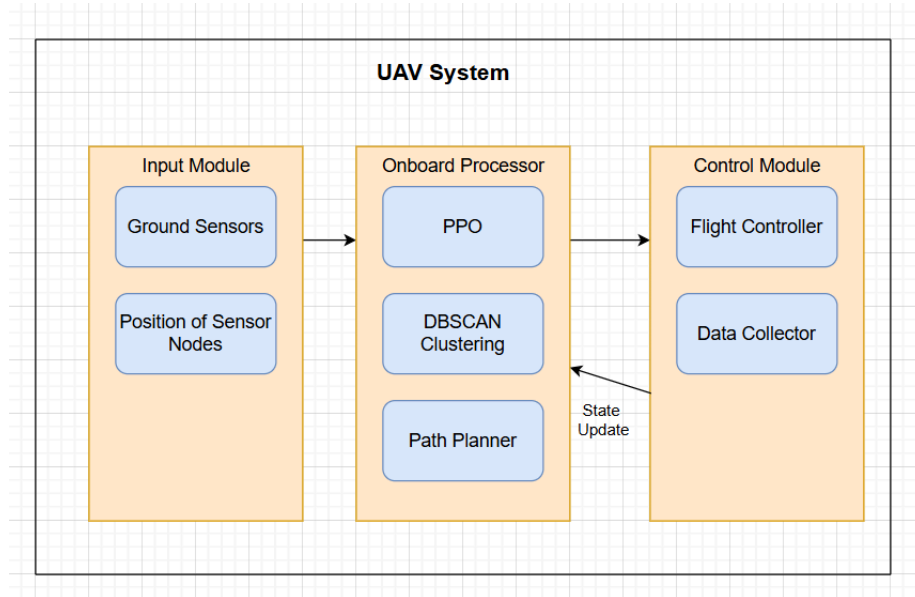 UAV System
Input Module
Ground Sensors
Position of Sensor
Nodes
Onboard Processor
PPO
DBSCAN
Clustering
Path Planner
Control Module
Flight Controller
Data Collector
State
Update